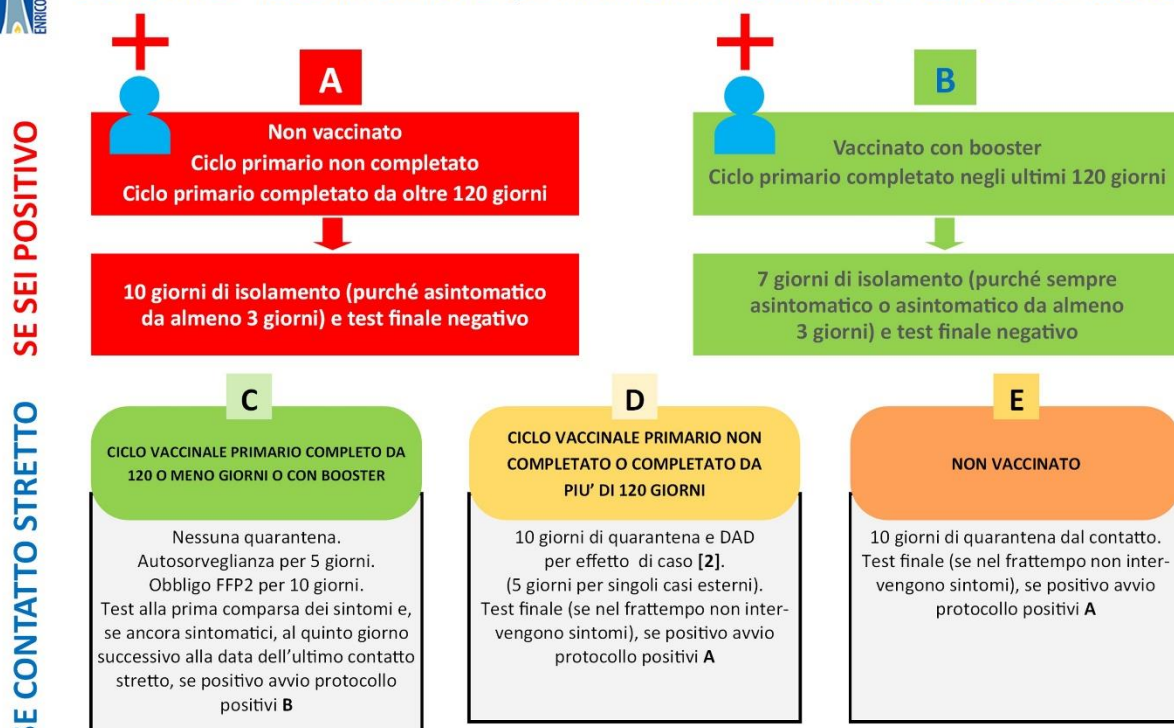 ENRICO
SE SEI POSITIVO
A
Non vaccinato
Ciclo primario non completato
Ciclo primario completato da oltre 120 giorni
10 giorni di isolamento (purché asintomatico
da almeno 3 giorni) e test finale negativo
B
Vaccinato con booster
Ciclo primario completato negli ultimi 120 giorni
7 giorni di isolamento (purché sempre
asintomatico o asintomatico da almeno
3 giorni) e test finale negativo
SE CONTATTO STRETTO
C
CICLO VACCINALE PRIMARIO COMPLETO DA
120 O MENO GIORNI O CON BOOSTER
Nessuna quarantena.
Autosorveglianza per 5 giorni.
Obbligo FFP2 per 10 giorni.
Test alla prima comparsa dei sintomi e,
se ancora sintomatici, al quinto giorno
successivo alla data dell'ultimo contatto
stretto, se positivo avvio protocollo
positivi B
D
CICLO VACCINALE PRIMARIO NON
COMPLETATO O COMPLETATO DA
PIU' DI 120 GIORNI
10 giorni di quarantena e DAD
per effetto di caso [2].
(5 giorni per singoli casi esterni).
Test finale (se nel frattempo non inter-
vengono sintomi), se positivo avvio
protocollo positivi A
E
NON VACCINATO
10 giorni di quarantena dal contatto.
Test finale (se nel frattempo non inter-
vengono sintomi), se positivo avvio
protocollo positivi A